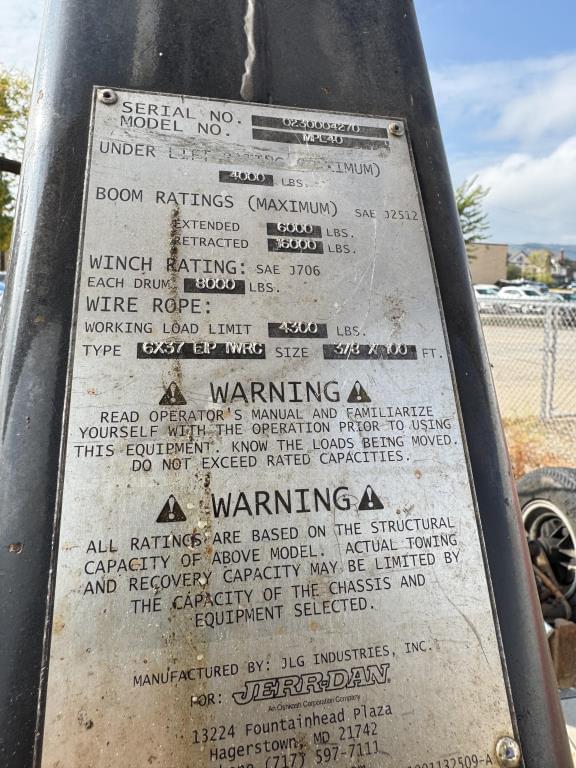 SERIAL NO. 0230004270
MODEL NO. MPL40
UNDER LIFT
4000 LBS.
BOOM RATINGS (MAXIMUM) SAE J2512
EXTENDED 6000 LBS.
RETRACTED 16000 LBS.
WINCH RATING: SAE J706
EACH DRUM 8000 LBS.
WIRE ROPE:
WORKING LOAD LIMIT 4300 LBS.
TYPE 6X37 EIP IWRC SIZE 3/8 X 100 FT.
WARNING
READ OPERATOR'S MANUAL AND FAMILIARIZE
YOURSELF WITH THE OPERATION PRIOR TO USING
THIS EQUIPMENT. KNOW THE LOADS BEING MOVED.
DO NOT EXCEED RATED CAPACITIES.
WARNING
ALL RATINGS ARE BASED ON THE STRUCTURAL
CAPACITY OF ABOVE MODEL. ACTUAL TOWING
AND RECOVERY CAPACITY MAY BE LIMITED BY
THE CAPACITY OF THE CHASSIS AND
EQUIPMENT SELECTED.
MANUFACTURED BY: JLG INDUSTRIES, INC.
FOR: JERR-DAN
An Oshkosh Corporation Company
13224 Fountainhead Plaza
Hagerstown, MD 21742
Phone (717) 597-7111
1001132509-A